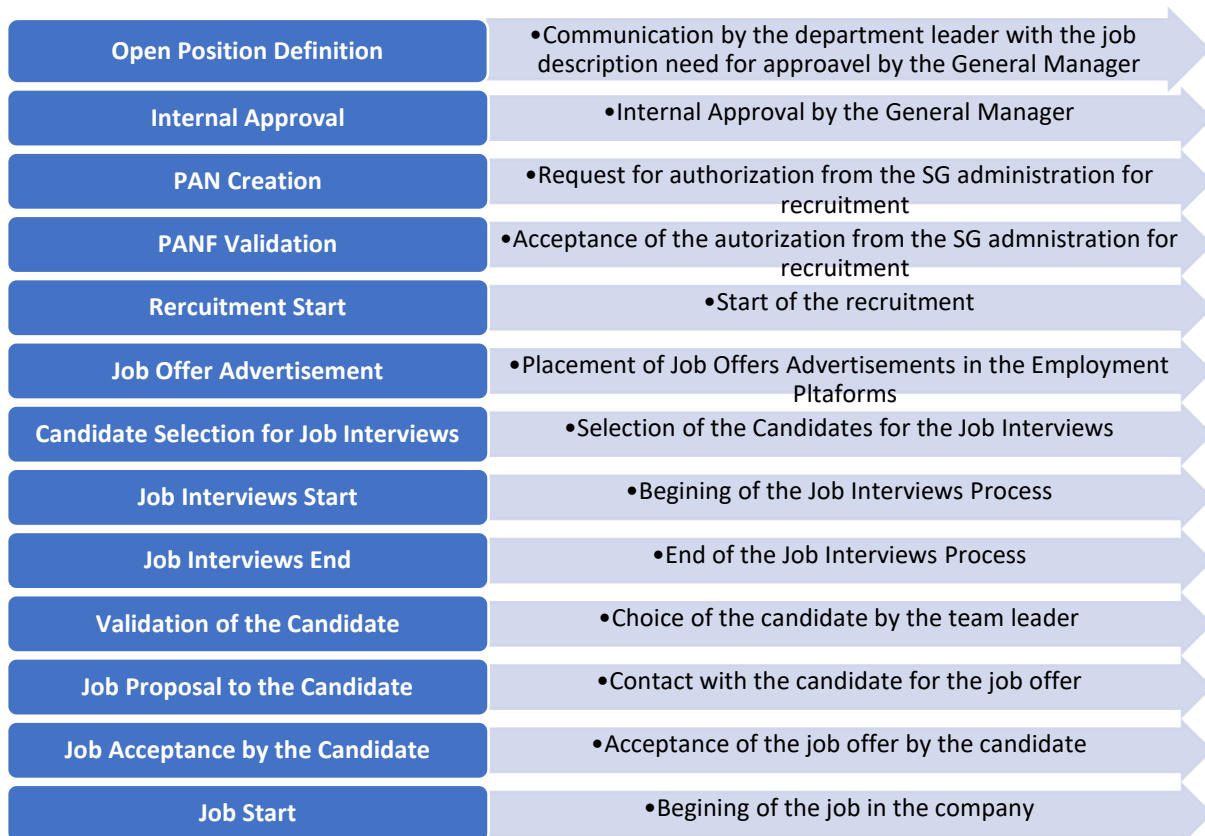 Open Position Definition
•Communication by the department leader with the job
description need for approavel by the General Manager
Internal Approval
•Internal Approval by the General Manager
PAN Creation
•Request for authorization from the SG administration for
recruitment
PANF Validation
•Acceptance of the autorization from the SG admnistration for
recruitment
Rercuitment Start
•Start of the recruitment
Job Offer Advertisement
•Placement of Job Offers Advertisements in the Employment
Pltaforms
Candidate Selection for Job Interviews
•Selection of the Candidates for the Job Interviews
Job Interviews Start
•Begining of the Job Interviews Process
Job Interviews End
•End of the Job Interviews Process
Validation of the Candidate
•Choice of the candidate by the team leader
Job Proposal to the Candidate
•Contact with the candidate for the job offer
Job Acceptance by the Candidate
•Acceptance of the job offer by the candidate
Job Start
•Begining of the job in the company